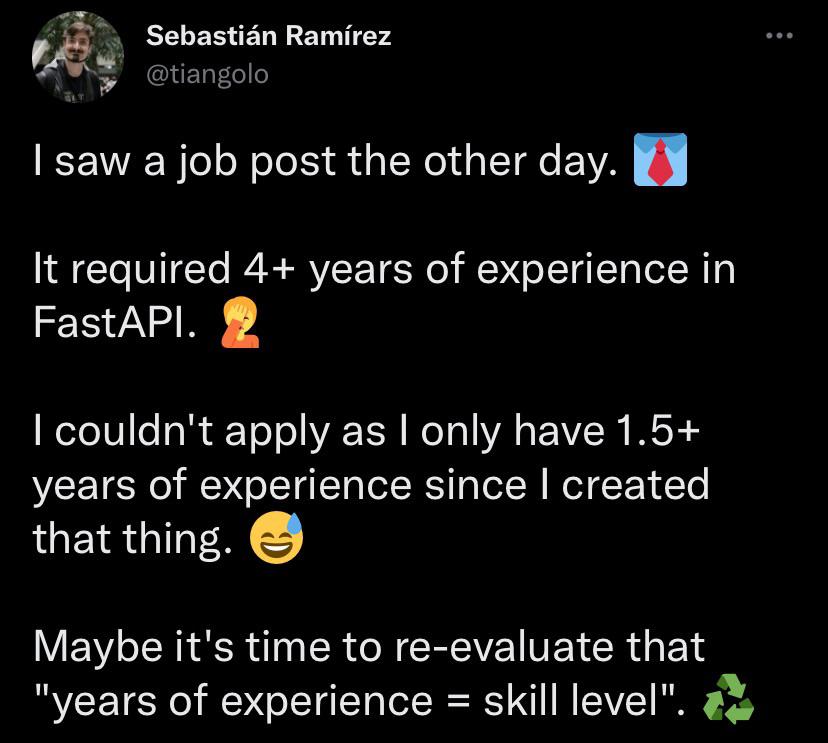 Sebastián Ramírez
@tiangolo
I saw a job post the other day. 👔
It required 4+ years of experience in
FastAPI. 🤦
I couldn't apply as I only have 1.5+
years of experience since I created
that thing. 😅
Maybe it's time to re-evaluate that
"years of experience = skill level". ♻️